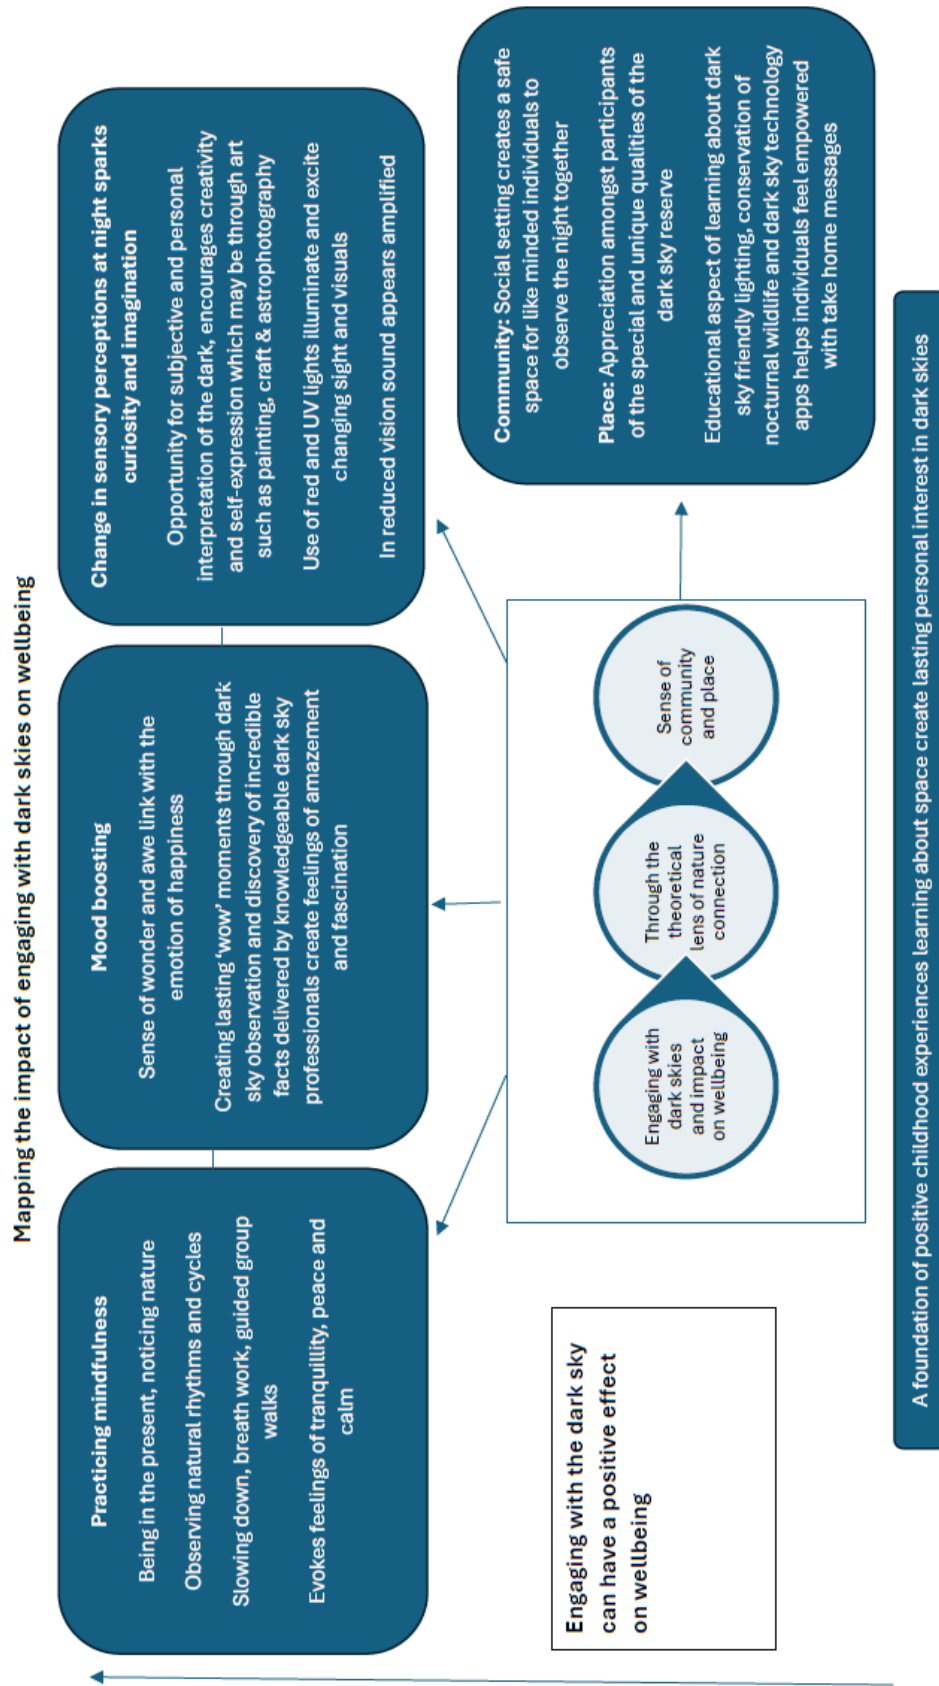 Mapping the impact of engaging with dark skies on wellbeing
Practicing mindfulness
Being in the present, noticing nature
Observing natural rhythms and cycles
Slowing down, breath work, guided group
walks
Evokes feelings of tranquillity, peace and
calm
Mood boosting
Sense of wonder and awe link with the
emotion of happiness
Creating lasting ‘wow’ moments through dark
sky observation and discovery of incredible
facts delivered by knowledgeable dark sky
professionals create feelings of amazement
and fascination
Change in sensory perceptions at night sparks
curiosity and imagination
Opportunity for subjective and personal
interpretation of the dark, encourages creativity
and self-expression which may be through art
such as painting, craft & astrophotography
Use of red and UV lights illuminate and excite
changing sight and visuals
In reduced vision sound appears amplified
Engaging with the dark sky
can have a positive effect
on wellbeing
Engaging with
dark skies
and impact
on wellbeing
Through the
theoretical
lens of nature
connection
Sense of
community
and place
Community: Social setting creates a safe
space for like minded individuals to
observe the night together
Place: Appreciation amongst participants
of the special and unique qualities of the
dark sky reserve
Educational aspect of learning about dark
sky friendly lighting, conservation of
nocturnal wildlife and dark sky technology
apps helps individuals feel empowered
with take home messages
A foundation of positive childhood experiences learning about space create lasting personal interest in dark skies